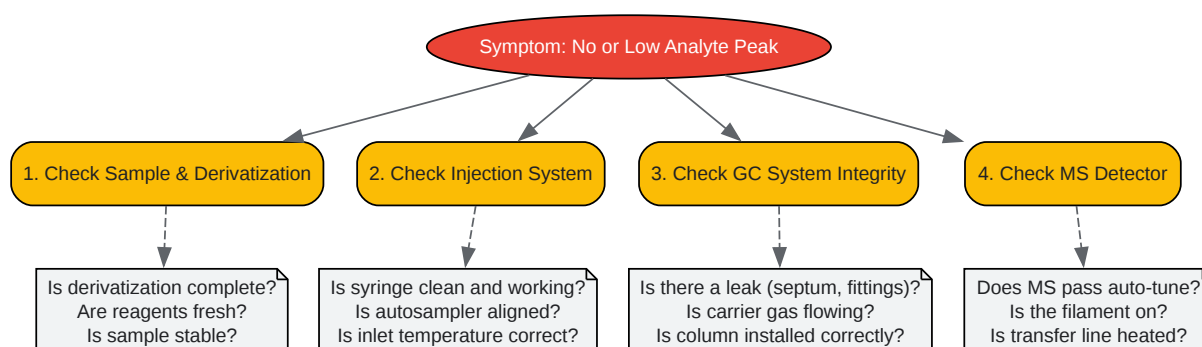 Symptom: No or Low Analyte Peak
1. Check Sample & Derivatization
2. Check Injection System
3. Check GC System Integrity
4. Check MS Detector
Is derivatization complete?
Are reagents fresh?
Is sample stable?
Is syringe clean and working?
Is autosampler aligned?
Is inlet temperature correct?
Is there a leak (septum, fittings)?
Is carrier gas flowing?
Is column installed correctly?
Does MS pass auto-tune?
Is the filament on?
Is transfer line heated?